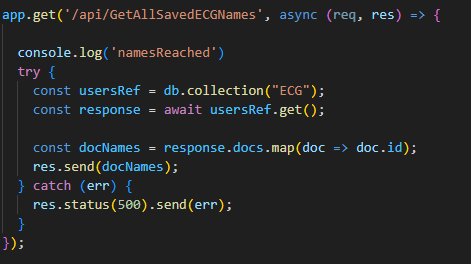 app.get('/api/GetAllSavedECGNames', async (req, res) => {
console.log('namesReached')
try {
const usersRef = db.collection("ECG");
const response = await usersRef.get();
const docNames = response.docs.map(doc => doc.id);
res.send(docNames);
} catch (err) {
res.status(500).send(err);
}
});